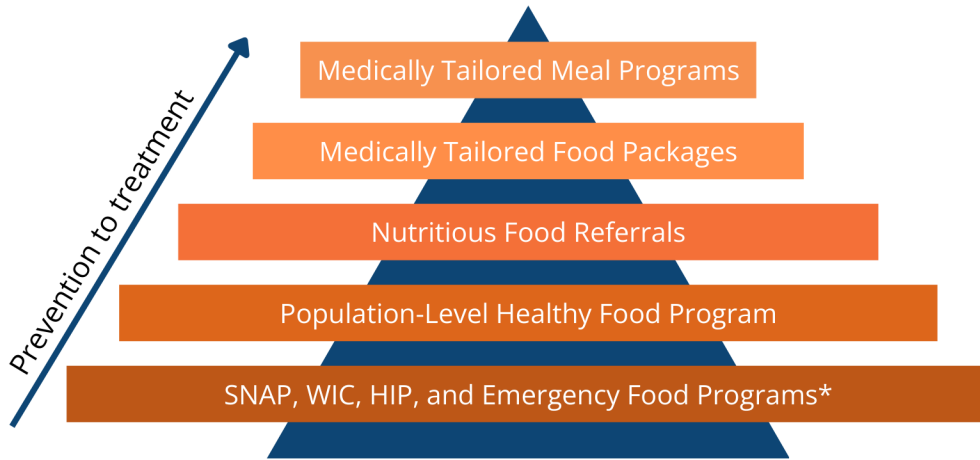 Prevention to treatment
Medically Tailored Meal Programs
Medically Tailored Food Packages
Nutritious Food Referrals
Population-Level Healthy Food Program
SNAP, WIC, HIP, and Emergency Food Programs*